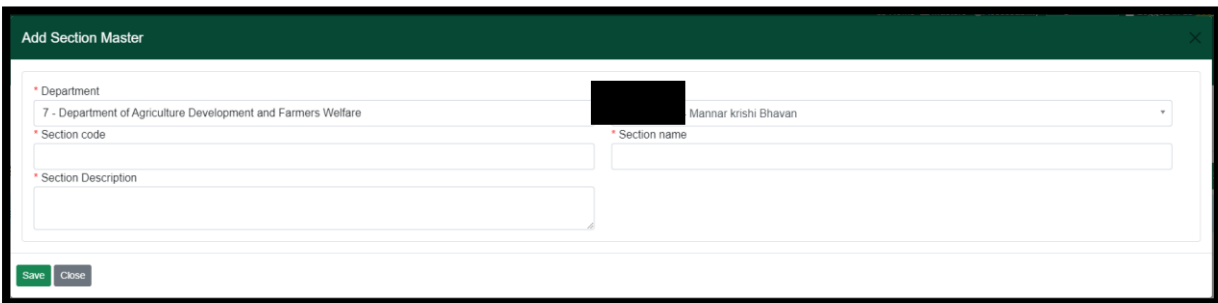 Add Section Master
* Department
7 - Department of Agriculture Development and Farmers Welfare
Mannar krishi Bhavan
* Section code
* Section name
* Section Description
Save
Close